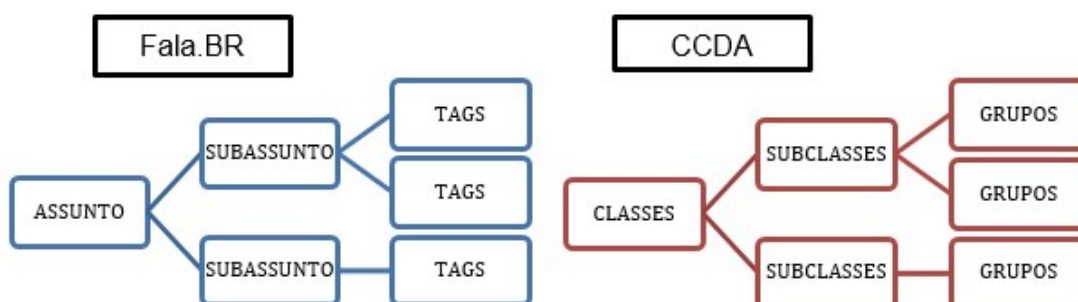 Fala.BR
ASSUNTO
SUBASSUNTO
TAGS
TAGS
SUBASSUNTO
TAGS
CCDA
CLASSES
SUBCLASSES
GRUPOS
GRUPOS
SUBCLASSES
GRUPOS